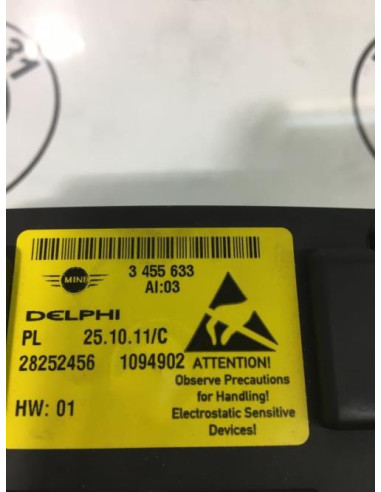 MINI
3 455 633
AI:03
DELPHI
PL 25.10.11/C
28252456 1094902
HW: 01
ATTENTION!
Observe Precautions
for Handling!
Electrostatic Sensitive
Devices!